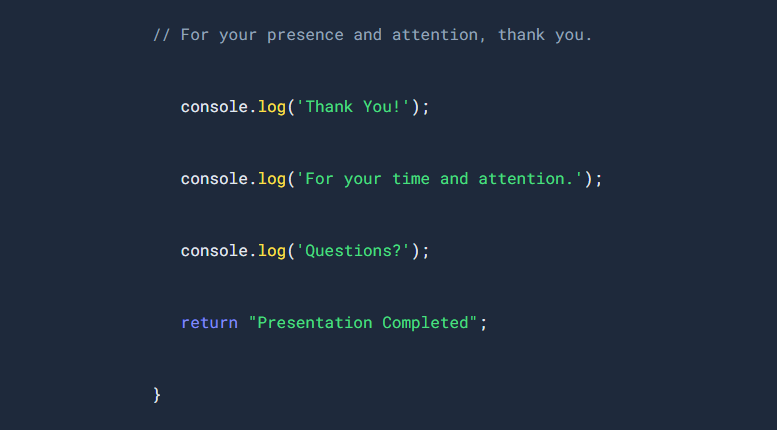 // For your presence and attention, thank you.
console.log('Thank You!');
console.log('For your time and attention.');
console.log('Questions?');
return "Presentation Completed";
}